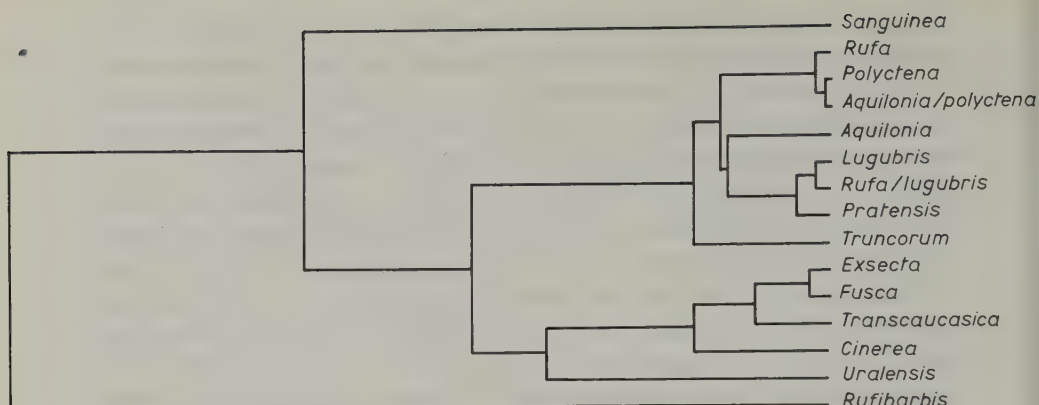 Sanguinea
Rufa
Polyctena
Aquilonia/polyctena
Aquilonia
Lugubris
Rufa/lugubris
Pratensis
Truncorum
Exsecta
Fusca
Transcaucasica
Cinerea
Uralensis
Rufibarbis